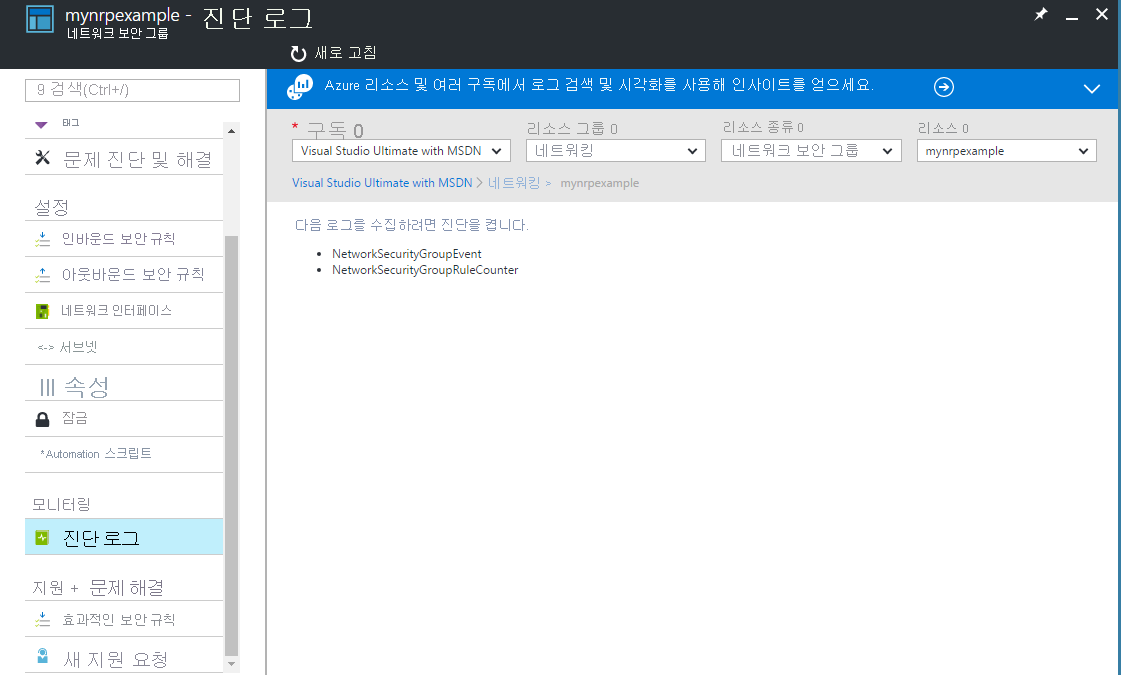 mynrpexample - 진단 로그
네트워크 보안 그룹
새로 고침
9 검색(Ctrl+/)
태그
문제 진단 및 해결
설정
인바운드 보안 규칙
아웃바운드 보안 규칙
네트워크 인터페이스
<-> 서브넷
속성
잠금
*Automation 스크립트
모니터링
진단 로그
지원 + 문제 해결
효과적인 보안 규칙
새 지원 요청
Azure 리소스 및 여러 구독에서 로그 검색 및 시각화를 사용해 인사이트를 얻으세요.
* 구독 0
Visual Studio Ultimate with MSDN
리소스 그룹 0
네트워킹
리소스 종류 0
네트워크 보안 그룹
리소스 0
mynrpexample
Visual Studio Ultimate with MSDN > 네트워킹 > mynrpexample
다음 로그를 수집하려면 진단을 켭니다.
• NetworkSecurityGroupEvent
• NetworkSecurityGroupRuleCounter